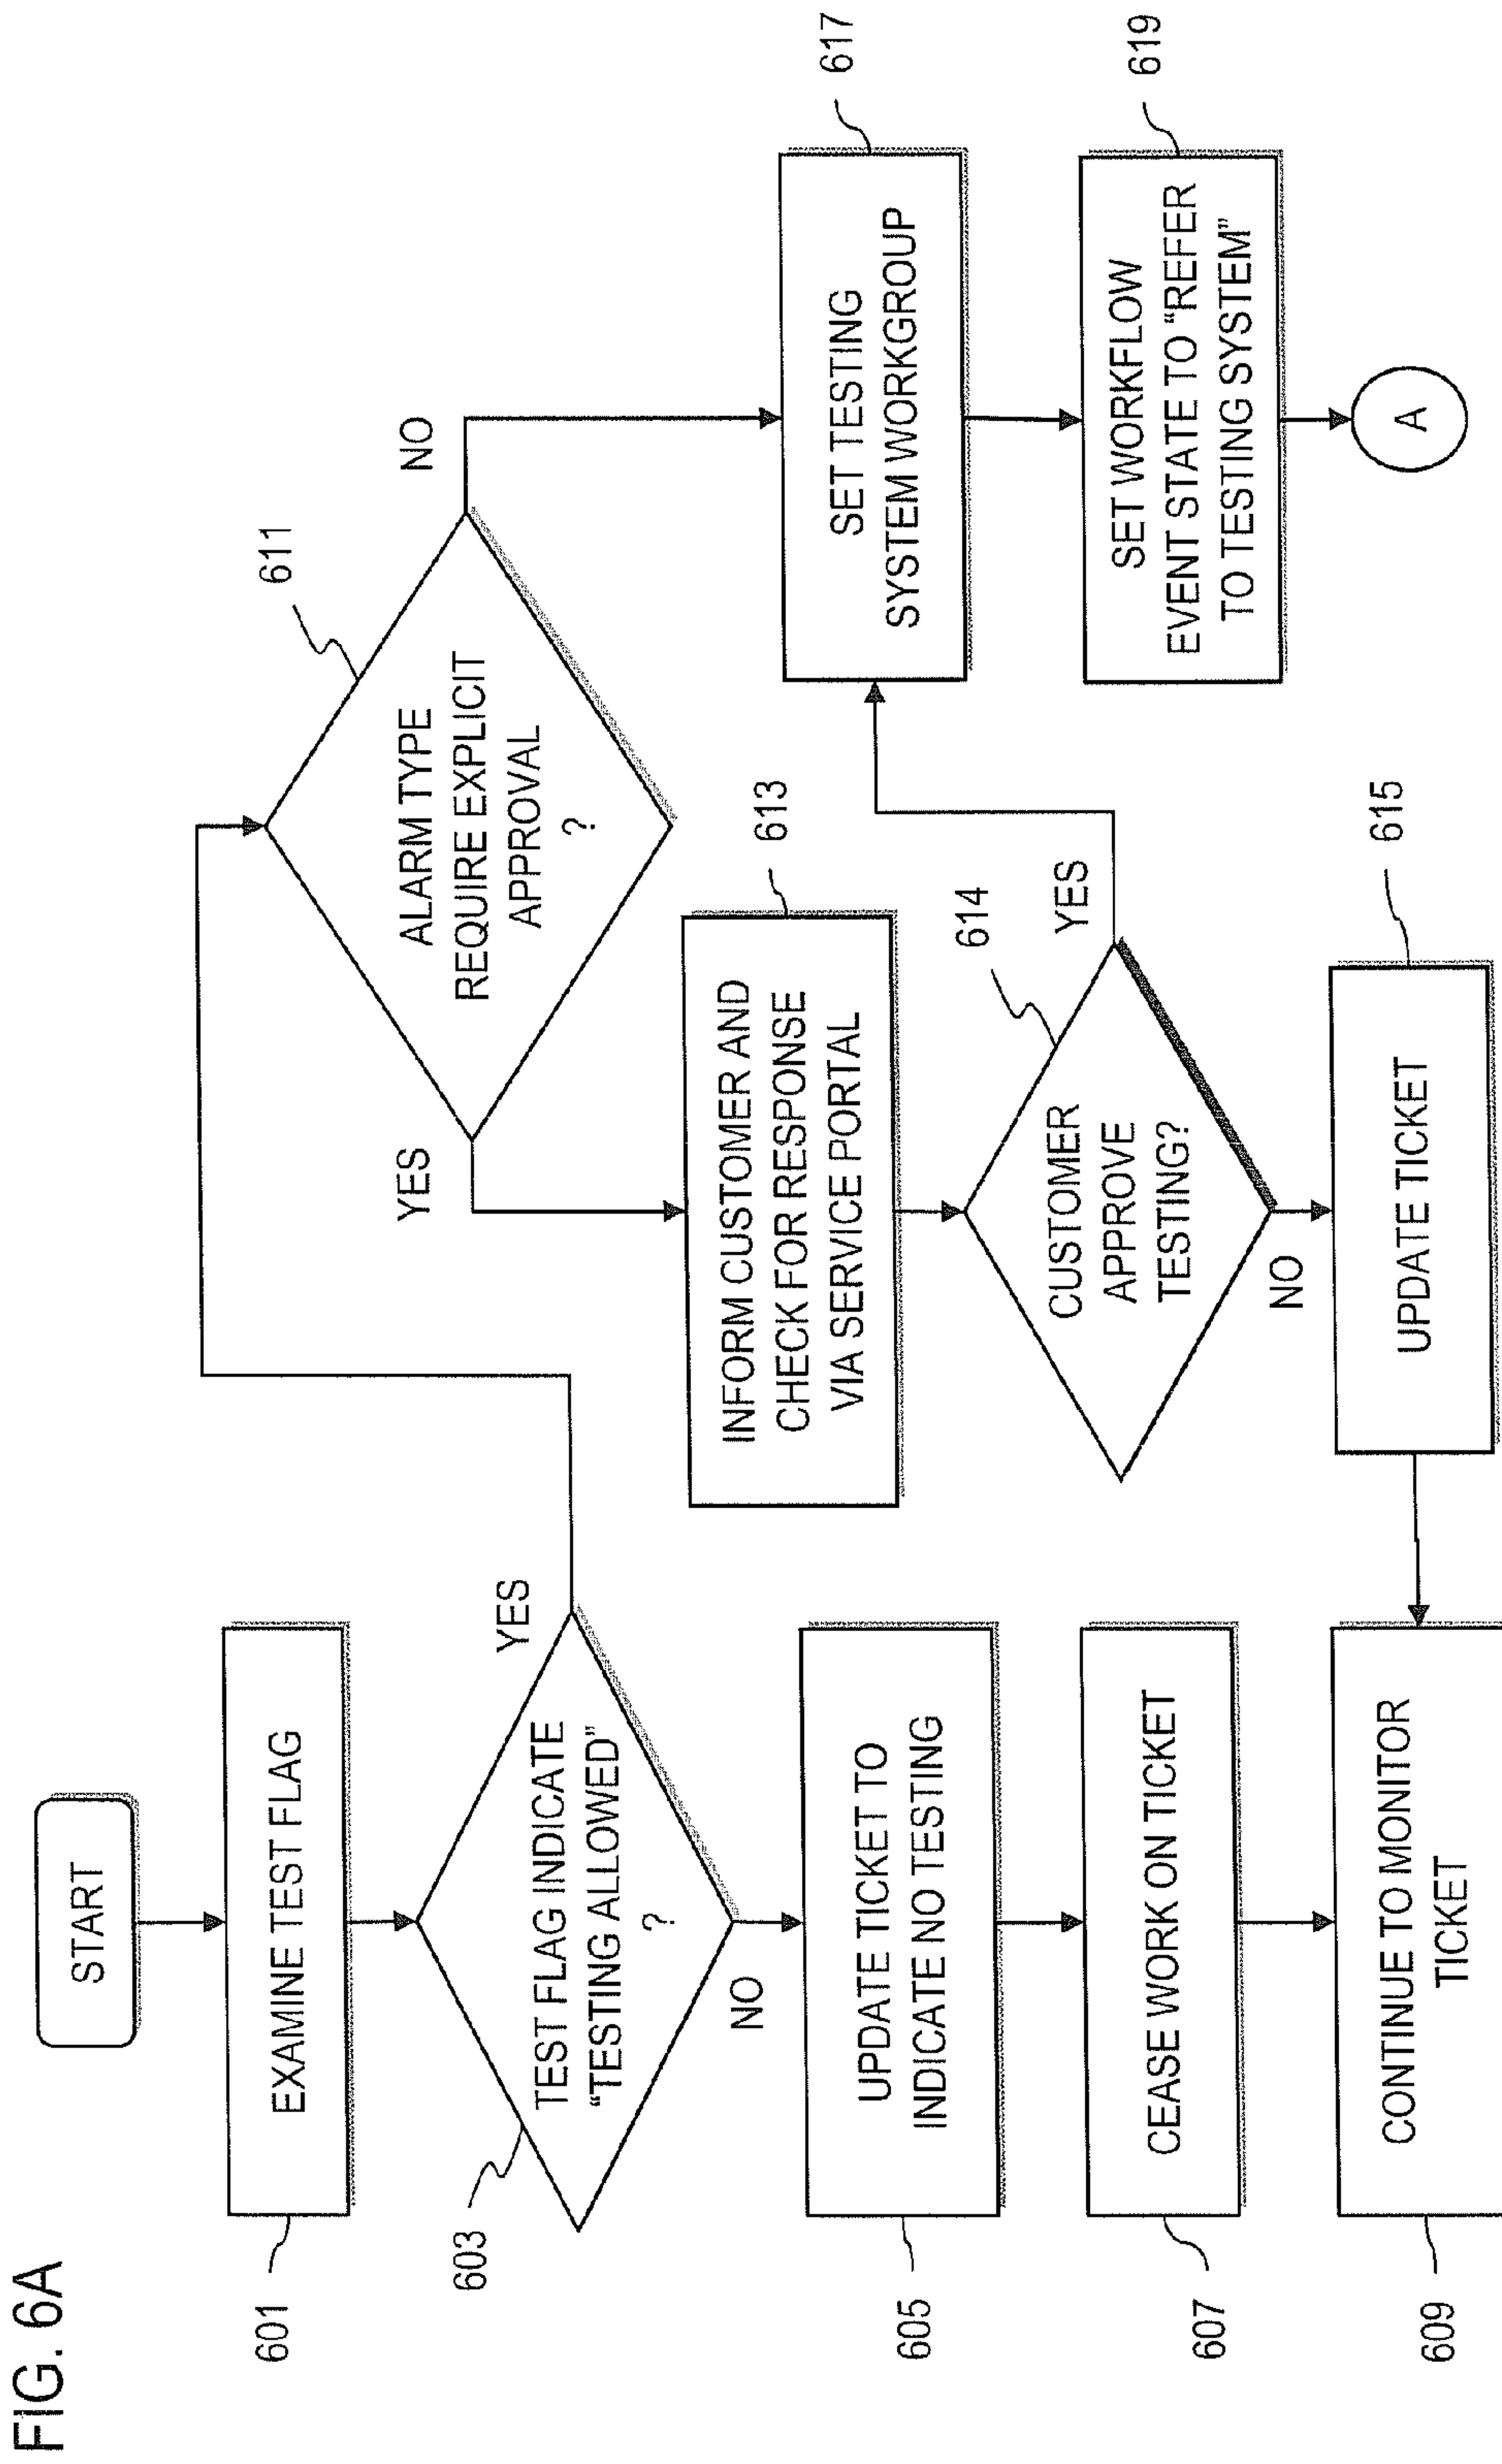 FIG. 6A
START
601
EXAMINE TEST FLAG
603
TEST FLAG INDICATE
“TESTING ALLOWED”
?
YES
NO
605
UPDATE TICKET TO
INDICATE NO TESTING
607
CEASE WORK ON TICKET
609
CONTINUE TO MONITOR
TICKET
611
ALARM TYPE
REQUIRE EXPLICIT
APPROVAL
?
YES
NO
613
INFORM CUSTOMER AND
CHECK FOR RESPONSE
VIA SERVICE PORTAL
614
CUSTOMER
APPROVE
TESTING?
YES
NO
615
UPDATE TICKET
617
SET TESTING
SYSTEM WORKGROUP
619
SET WORKFLOW
EVENT STATE TO “REFER
TO TESTING SYSTEM”
A